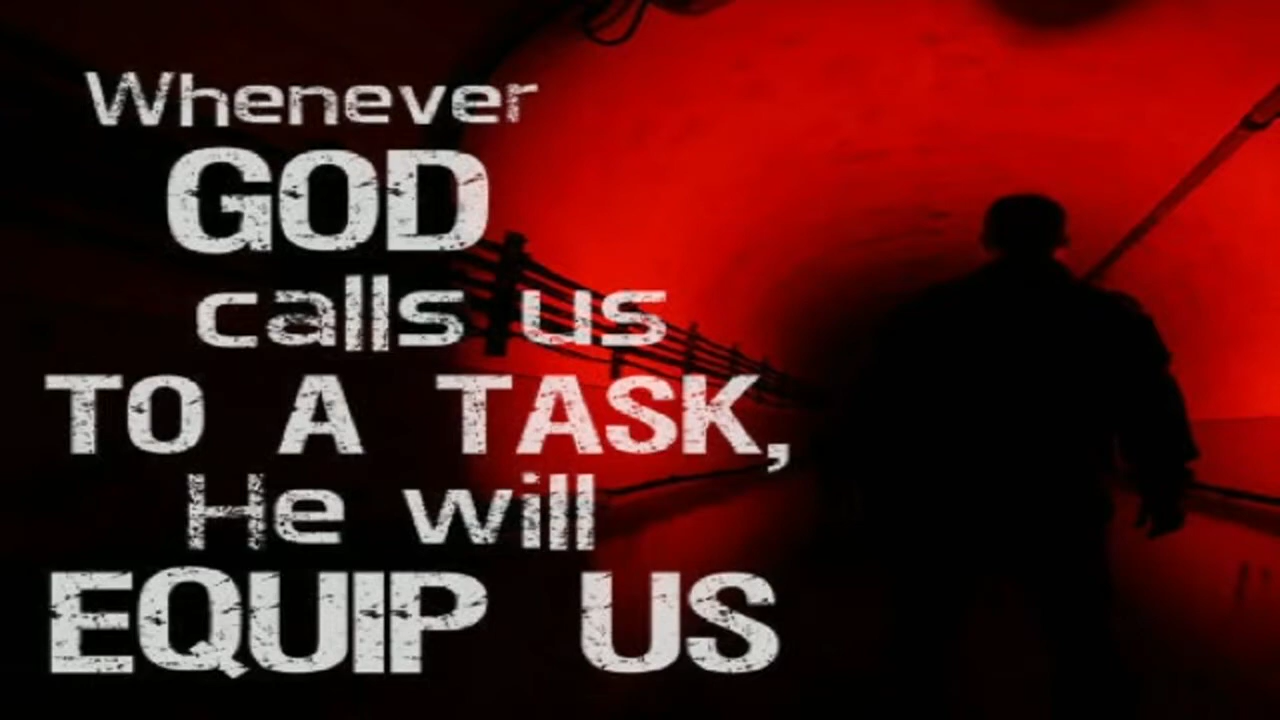 Whenever
GOD
calls us
TO A TASK,
He will
EQUIP US